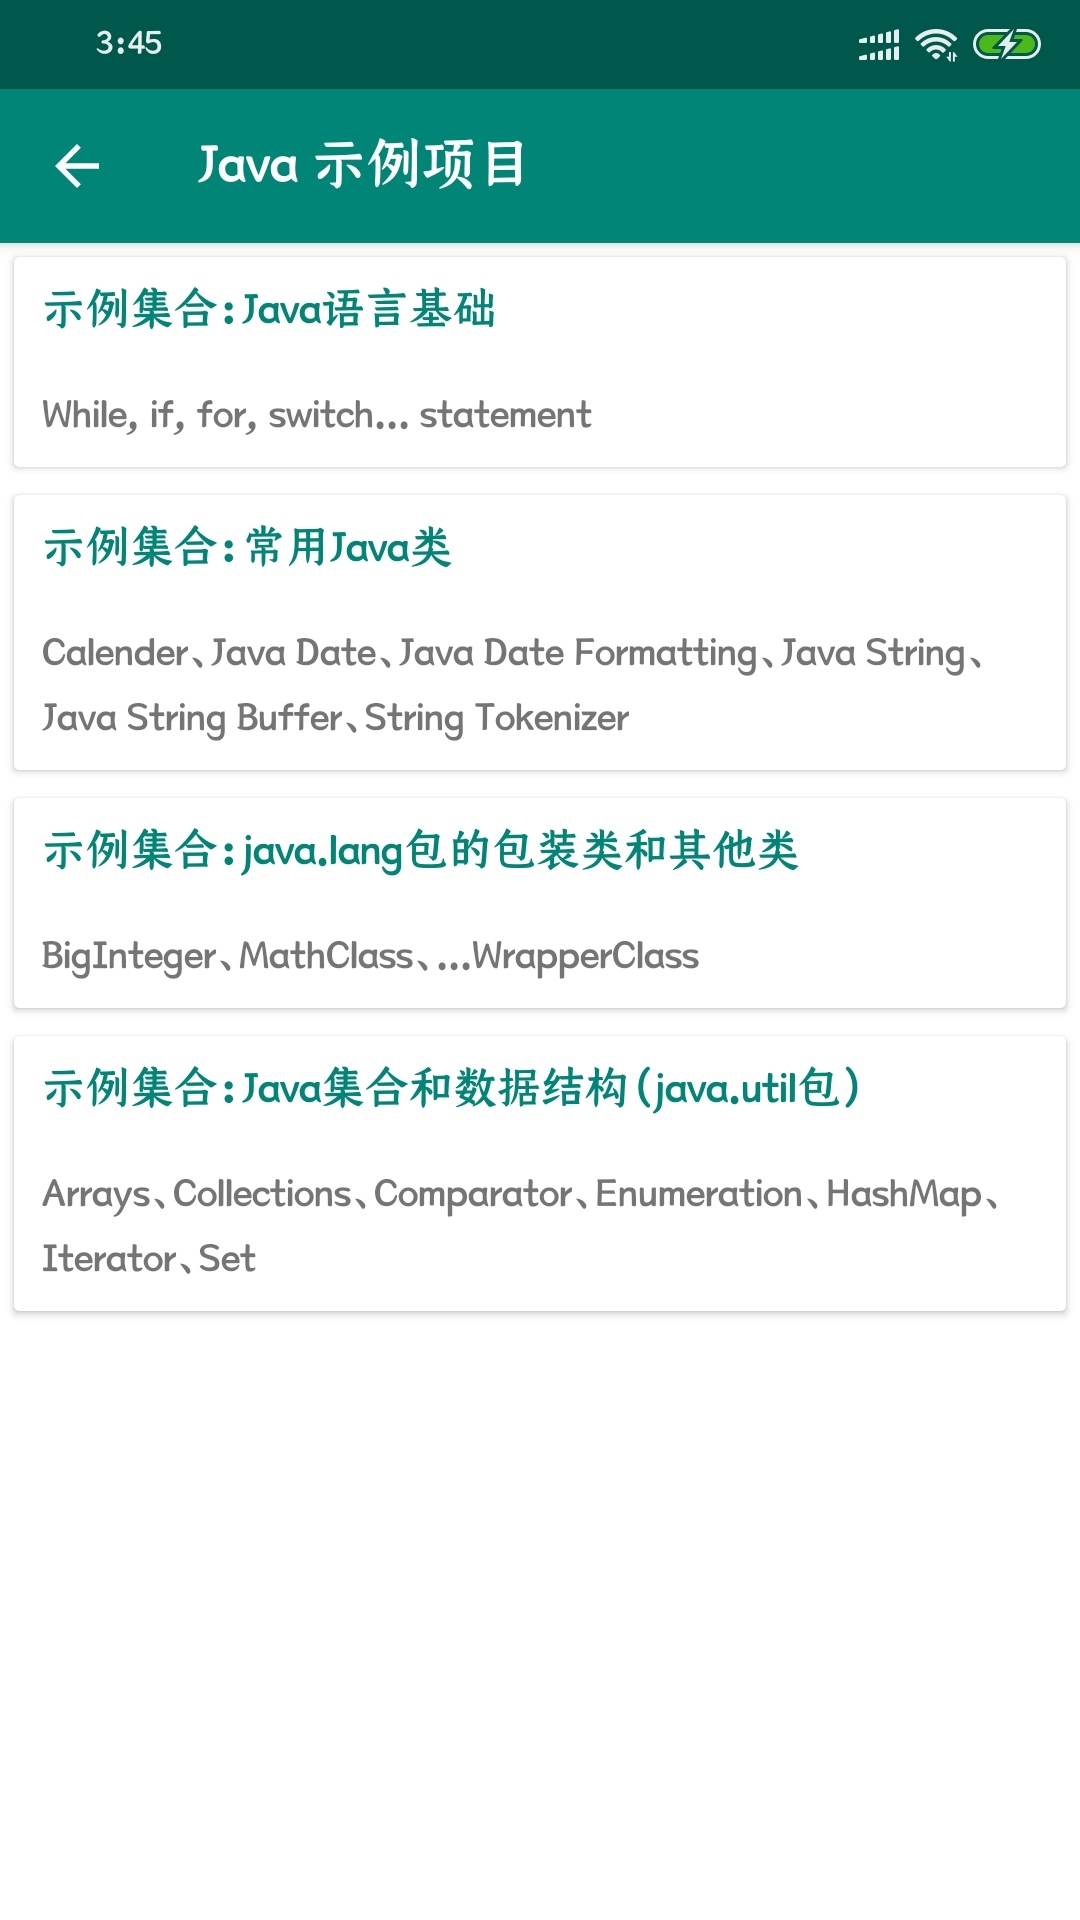 3:45
Java 示例项目
示例集合:Java语言基础
While, if, for, switch... statement
示例集合:常用Java类
Calender、Java Date、Java Date Formatting、Java String、
Java String Buffer、String Tokenizer
示例集合:java.lang包的包装类和其他类
BigInteger、MathClass、...WrapperClass
示例集合:Java集合和数据结构(java.util包)
Arrays、Collections、Comparator、Enumeration、HashMap、
Iterator、Set